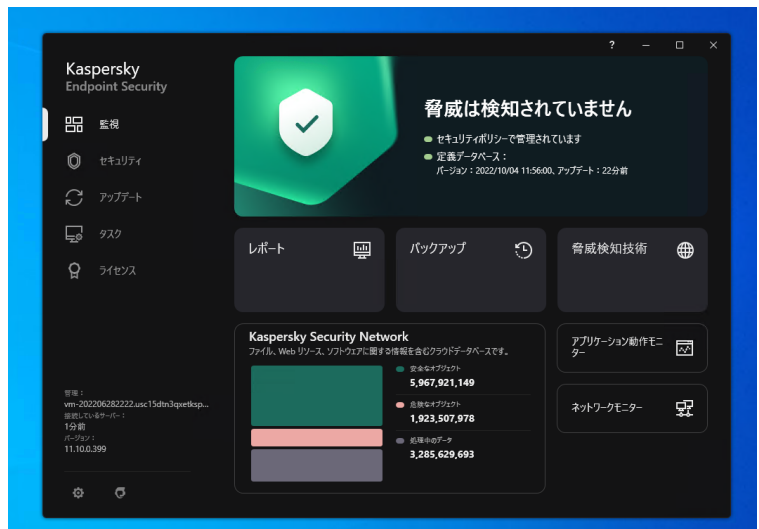 Kaspersky
Endpoint Security
監視
セキュリティ
アップデート
タスク
ライセンス
管理：
vm-202206282222.usc15dtn3qxetksp...
接続しているサーバー：
1分前
バージョン：
11.10.0.399
?
脅威は検知されていません
セキュリティポリシーで管理されています
定義データベース：
バージョン：2022/10/04 11:56:00, アップデート：22分前
レポート
バックアップ
脅威検知技術
Kaspersky Security Network
ファイル、Web リソース、ソフトウェアに関する情報を含むクラウドデータベースです。
安全なオブジェクト
5,967,921,149
危険なオブジェクト
1,923,507,978
処理中のデータ
3,285,629,693
アプリケーション動作モニ
ター
ネットワークモニター